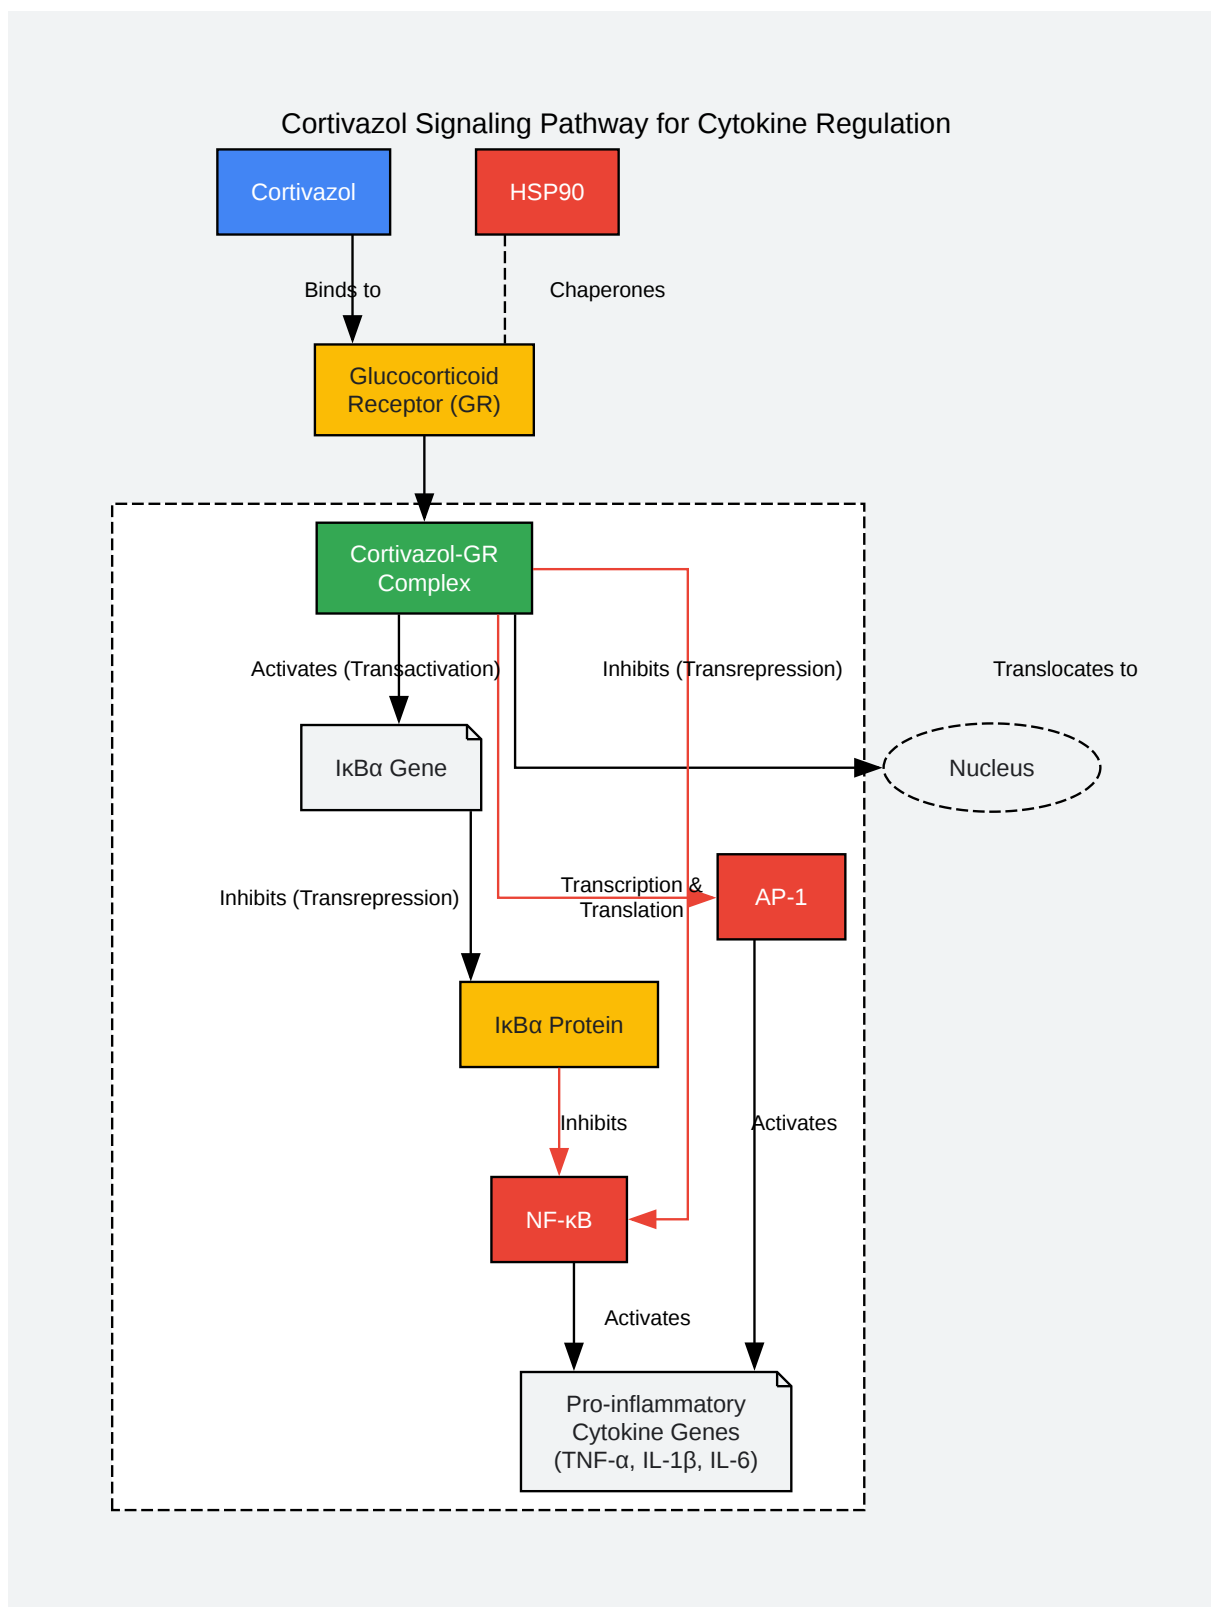 Cortivazol Signaling Pathway for Cytokine Regulation
Cortivazol
HSP90
Binds to
Chaperones
Glucocorticoid
Receptor (GR)
Cortivazol-GR
Complex
Activates (Transactivation)
Inhibits (Transrepression)
Translocates to
IκBα Gene
Nucleus
Inhibits (Transrepression)
Transcription &
Translation
AP-1
IκBα Protein
Inhibits
Activates
NF-κB
Activates
Pro-inflammatory
Cytokine Genes
(TNF-α, IL-1β, IL-6)